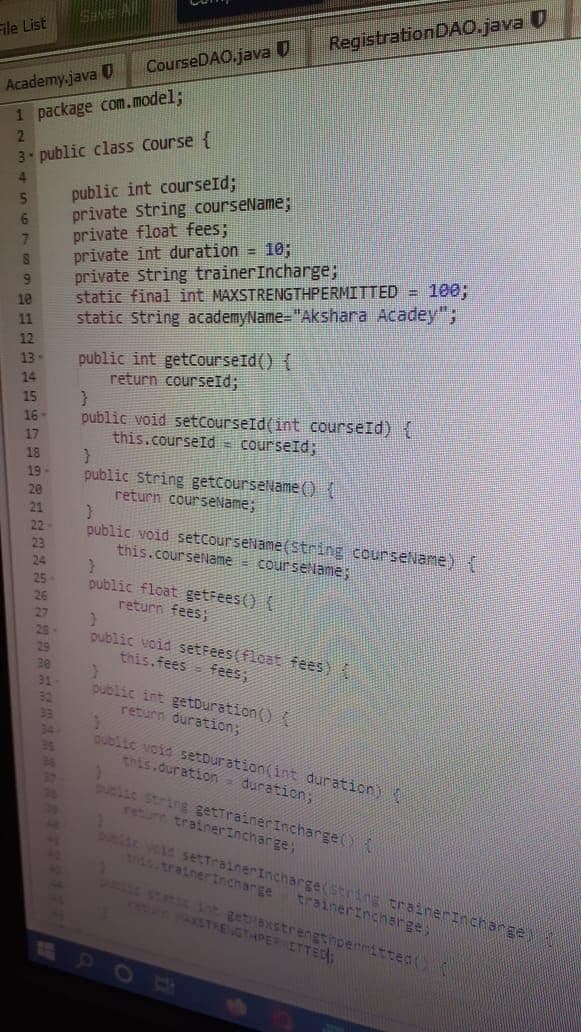 File List
Save All
Academy.java
CourseDAO.java
RegistrationDAO.java
1 package com.model;
2
3 public class Course {
4
5 public int courseId;
6 private String courseName;
7 private float fees;
8 private int duration = 10;
9 private String trainerIncharge;
10 static final int MAXSTRENGTHPERMITTED = 100;
11 static String academyName="Akshara Acadey";
12
13 public int getCourseId() {
14 return courseId;
15 }
16 public void setCourseId(int courseId) {
17 this.courseId = courseId;
18 }
19 public String getCourseName() {
20 return courseName;
21 }
22 public void setCourseName(String courseName) {
23 this.courseName = courseName;
24 }
25 public float getFees() {
26 return fees;
27 }
28 public void setFees(float fees) {
29 this.fees = fees;
30 }
31 public int getDuration() {
32 return duration;
33 }
34 public void setDuration(int duration) {
35 this.duration = duration;
36 }
37 public String getTrainerIncharge() {
38 return trainerIncharge;
39 }
40 public void setTrainerIncharge(String trainerIncharge) {
41 this.trainerIncharge = trainerIncharge;
42 }
43 public static int getMaxstrengthpermitted() {
44 return MAXSTRENGTHPERMITTED;